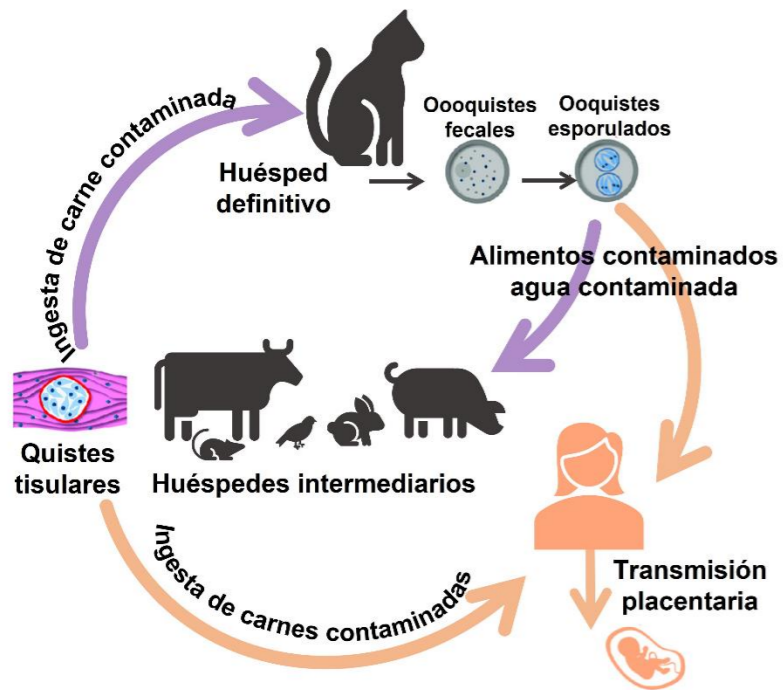 Ingesta de carne contaminada
Huésped
definitivo
Oooquistes
fecales
Ooquistes
esporulados
Alimentos contaminados
agua contaminada
Quistes
tisulares
Huéspedes intermediarios
Ingesta de carnes contaminadas
Transmisión
placentaria